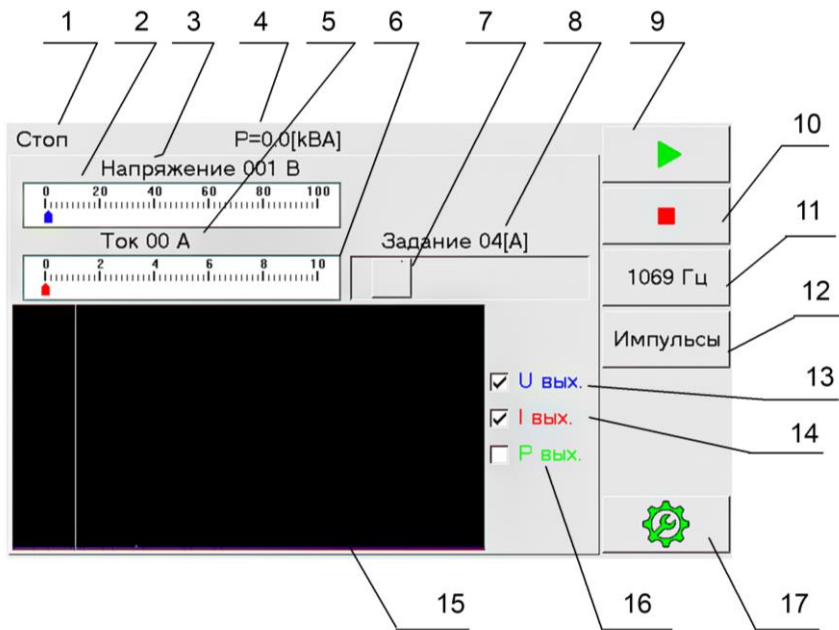 1 2 3 4 5 6 7 8 9
Стоп P=0.0[kBA]
Напряжение 001 В
0 20 40 60 80 100
10
Ток 00 А
Задание 04[А]
11
0 2 4 6 8 10
1069 Гц
12
Импульсы
13
U вых.
I вых.
14
P вых.
15 16 17